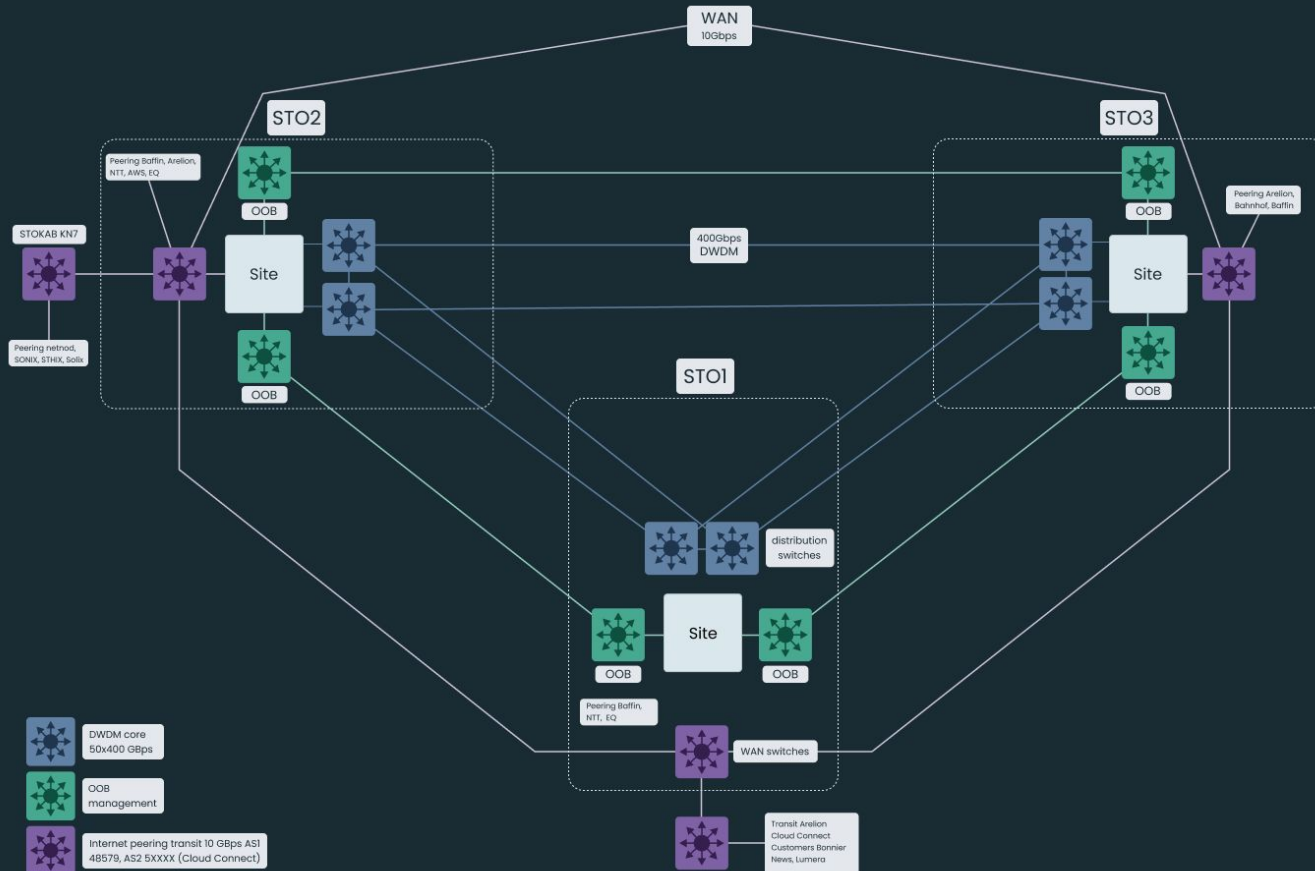 WAN
10Gbps
STO2
STO3
Peering Baffin, Arelion,
NTT, AWS, EQ
OOB
OOB
Peering Arelion,
Bahnhof, Baffin
STOKAB KN7
400Gbps
DWDM
Site
Site
Peering netnod,
SONIX, STHIX, Solix
STO1
OOB
OOB
distribution
switches
Site
OOB
OOB
Peering Baffin,
NTT, EQ
DWDM core
50x400 GBps
WAN switches
OOB
management
Internet peering transit 10 GBps AS1
48579, AS2 5XXXX (Cloud Connect)
Transit Arelion
Cloud Connect
Customers Bonnier
News, Lumera